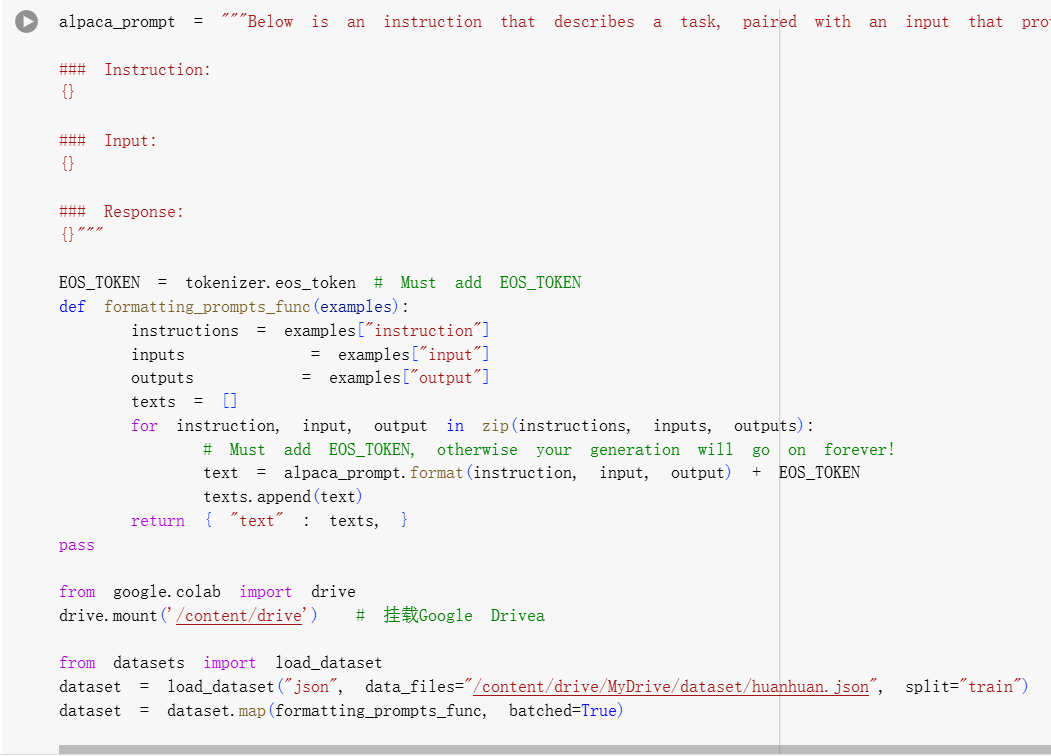 alpaca_prompt = """Below is an instruction that describes a task, paired with an input that
### Instruction:
{}
### Input:
{}
### Response:
{}"""
EOS_TOKEN = tokenizer.eos_token # Must add EOS_TOKEN
def formatting_prompts_func(examples):
instructions = examples["instruction"]
inputs = examples["input"]
outputs = examples["output"]
texts = []
for instruction, input, output in zip(instructions, inputs, outputs):
# Must add EOS_TOKEN, otherwise your generation will go on forever!
text = alpaca_prompt.format(instruction, input, output) + EOS_TOKEN
texts.append(text)
return { "text" : texts, }
pass
from google.colab import drive
drive.mount('/content/drive') # 挂载Google Drivea
from datasets import load_dataset
dataset = load_dataset("json", data_files="/content/drive/MyDrive/dataset/huanhuan.json", split="train")
dataset = dataset.map(formatting_prompts_func, batched=True)